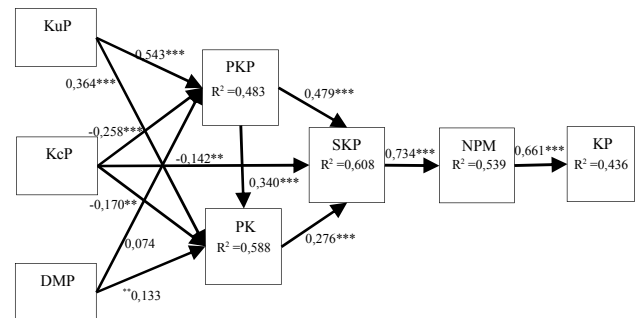 KuP
0,543***
PKP
R² =0,483
0,364***
0,479***
-0,258***
KcP
-0,142**
SKP
R² =0,608
0,734***
NPM
R² =0,539
0,661***
KP
R² =0,436
0,340***
-0,170**
PK
R² =0,588
0,074
0,276***
DMP
**0,133